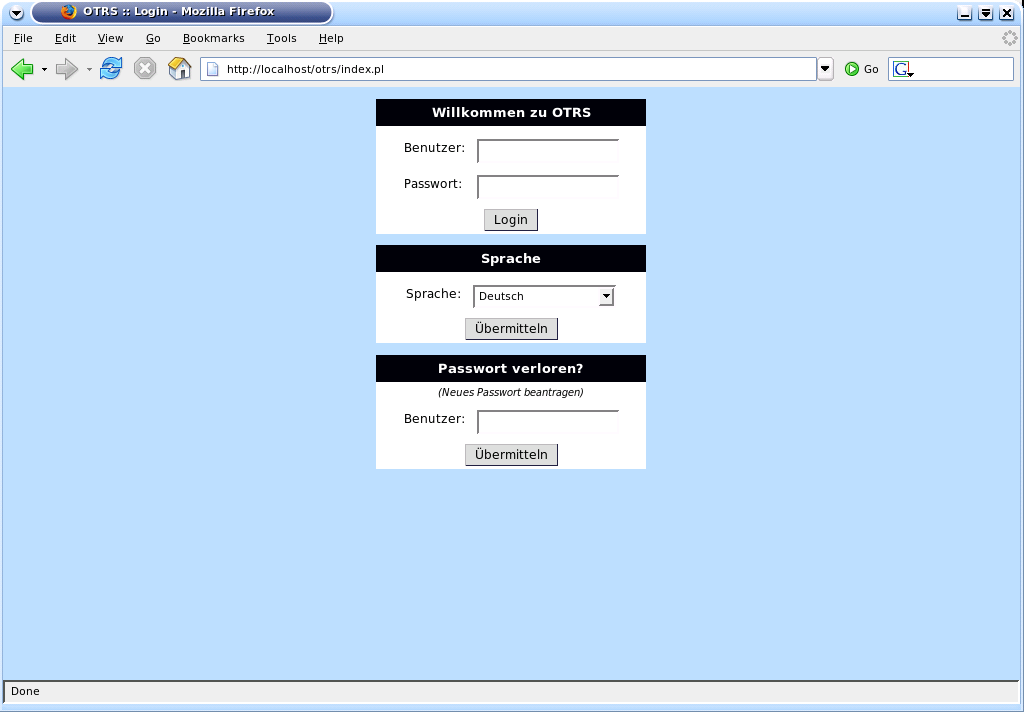 OTRS :: Login - Mozilla Firefox
File Edit View Go Bookmarks Tools Help
http://localhost/otrs/index.pl Go G
Willkommen zu OTRS
Benutzer:
Passwort:
Login
Sprache
Sprache: Deutsch
Übermitteln
Passwort verloren?
(Neues Passwort beantragen)
Benutzer:
Übermitteln
Done